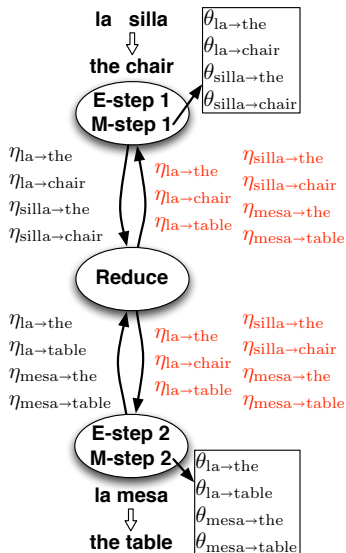 la silla
the chair
E-step 1
M-step 1
θla→the
θla→chair
θsilla→the
θsilla→chair
ηla→the
ηla→chair
ηsilla→the
ηsilla→chair
ηla→the
ηla→chair
ηla→table
ηsilla→the
ηsilla→chair
ηmesa→the
ηmesa→table
Reduce
ηla→the
ηla→table
ηmesa→the
ηmesa→table
ηla→the
ηla→chair
ηla→table
ηsilla→the
ηsilla→chair
ηmesa→the
ηmesa→table
E-step 2
M-step 2
la mesa
the table
θla→the
θla→table
θmesa→the
θmesa→table